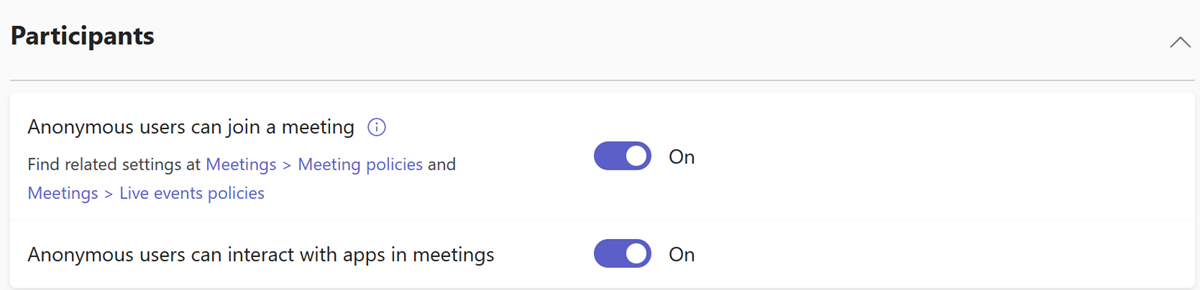 Participants
Anonymous users can join a meeting
Find related settings at Meetings > Meeting policies and
Meetings > Live events policies
On
Anonymous users can interact with apps in meetings
On